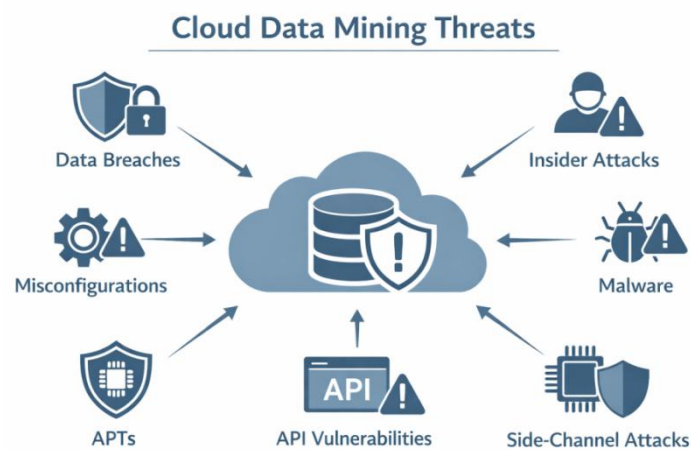 Cloud Data Mining Threats
Data Breaches
Insider Attacks
Misconfigurations
Malware
APTs
API
API Vulnerabilities
Side-Channel Attacks